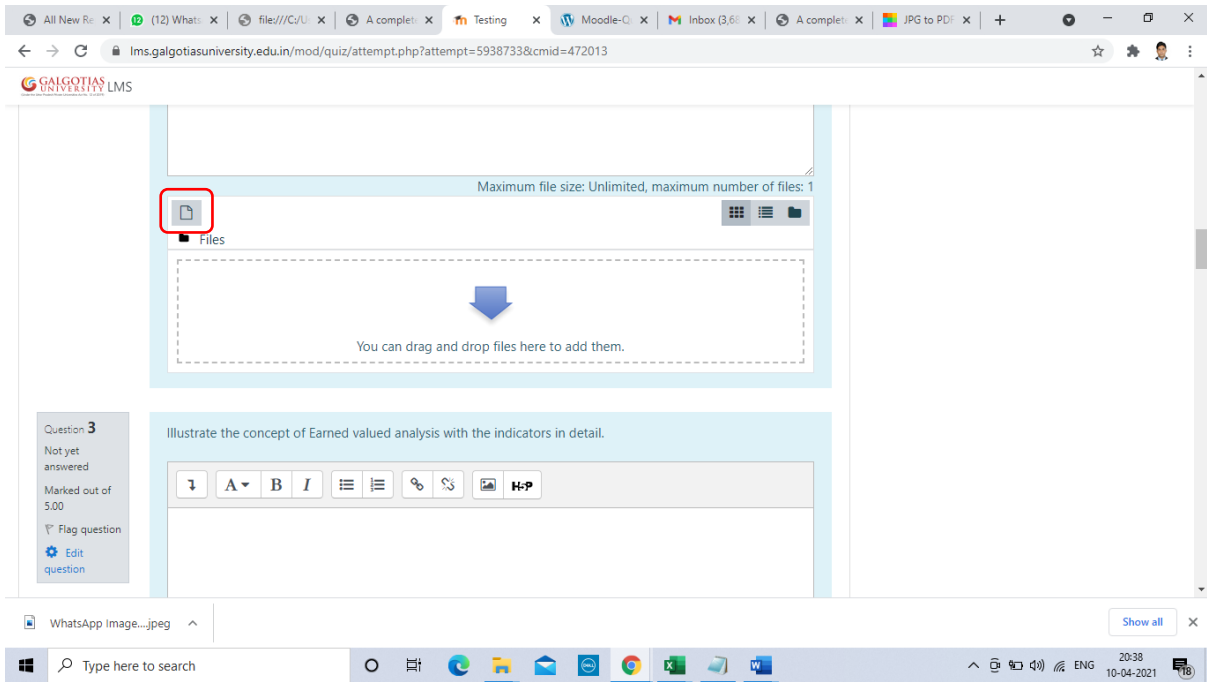 All New Re
(12) Whats
file:///C:/U
A complet
Testing
Moodle-Q
Inbox (3,68
A complet
JPG to PDF
lms.galgotiasuniversity.edu.in/mod/quiz/attempt.php?attempt=5938733&cmid=472013
GALGOTIAS UNIVERSITY LMS
Maximum file size: Unlimited, maximum number of files: 1
Files
You can drag and drop files here to add them.
Question 3
Not yet
answered
Marked out of
5.00
Flag question
Edit
question
Illustrate the concept of Earned valued analysis with the indicators in detail.
A B I H-P
WhatsApp Image....jpeg
Show all
Type here to search
DELL
ENG
20:38
10-04-2021
18